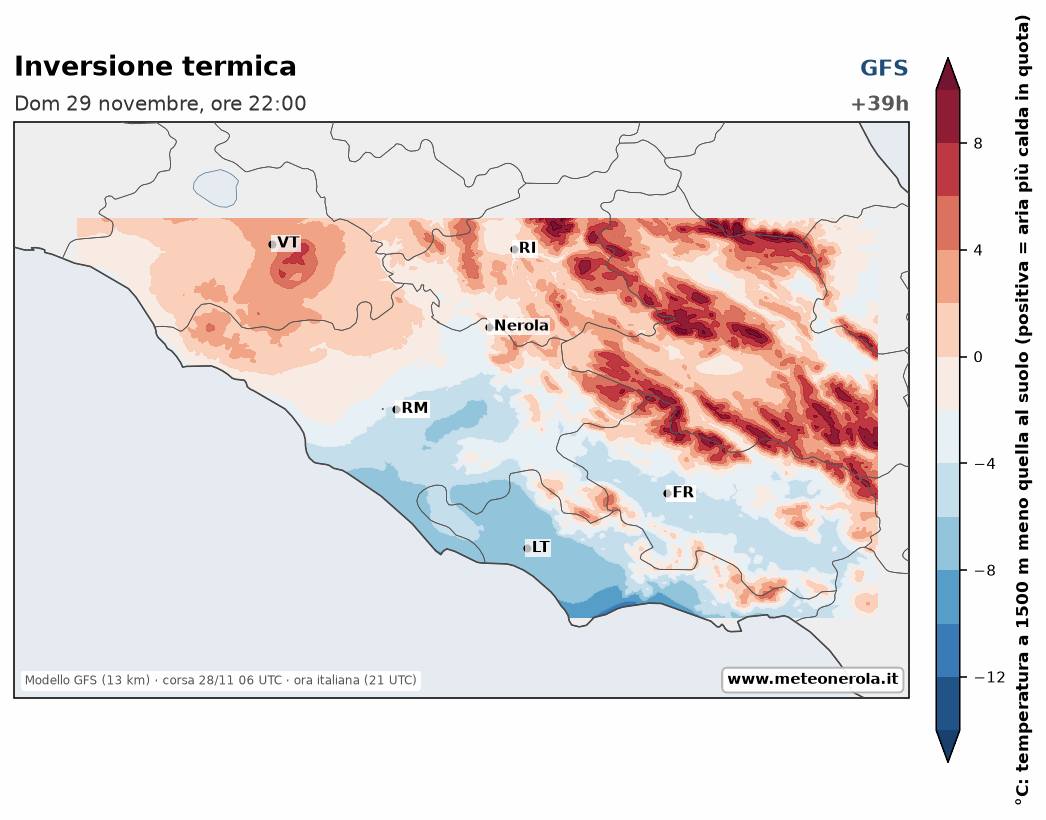 Inversione termica
GFS
Dom 29 novembre, ore 22:00
+39h
VT
RI
Nerola
RM
FR
LT
Modello GFS (13 km) · corsa 28/11 06 UTC · ora italiana (21 UTC)
www.meteonerola.it
8
4
0
−4
−8
−12
°C: temperatura a 1500 m meno quella al suolo (positiva = aria più calda in quota)